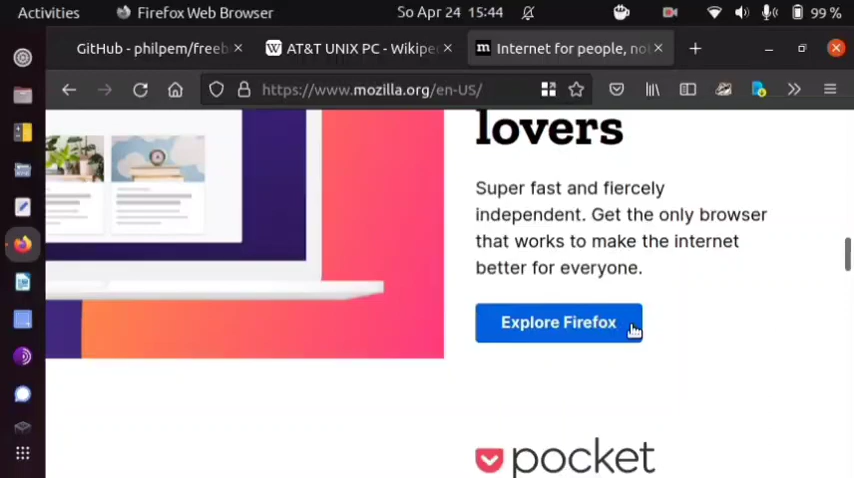 Activities
Firefox Web Browser
So Apr 24 15:44
99 %
GitHub - philpem/freeb
AT&T UNIX PC - Wikipe
Internet for people, not
https://www.mozilla.org/en-US/
lovers
Super fast and fiercely
independent. Get the only browser
that works to make the internet
better for everyone.
Explore Firefox
pocket